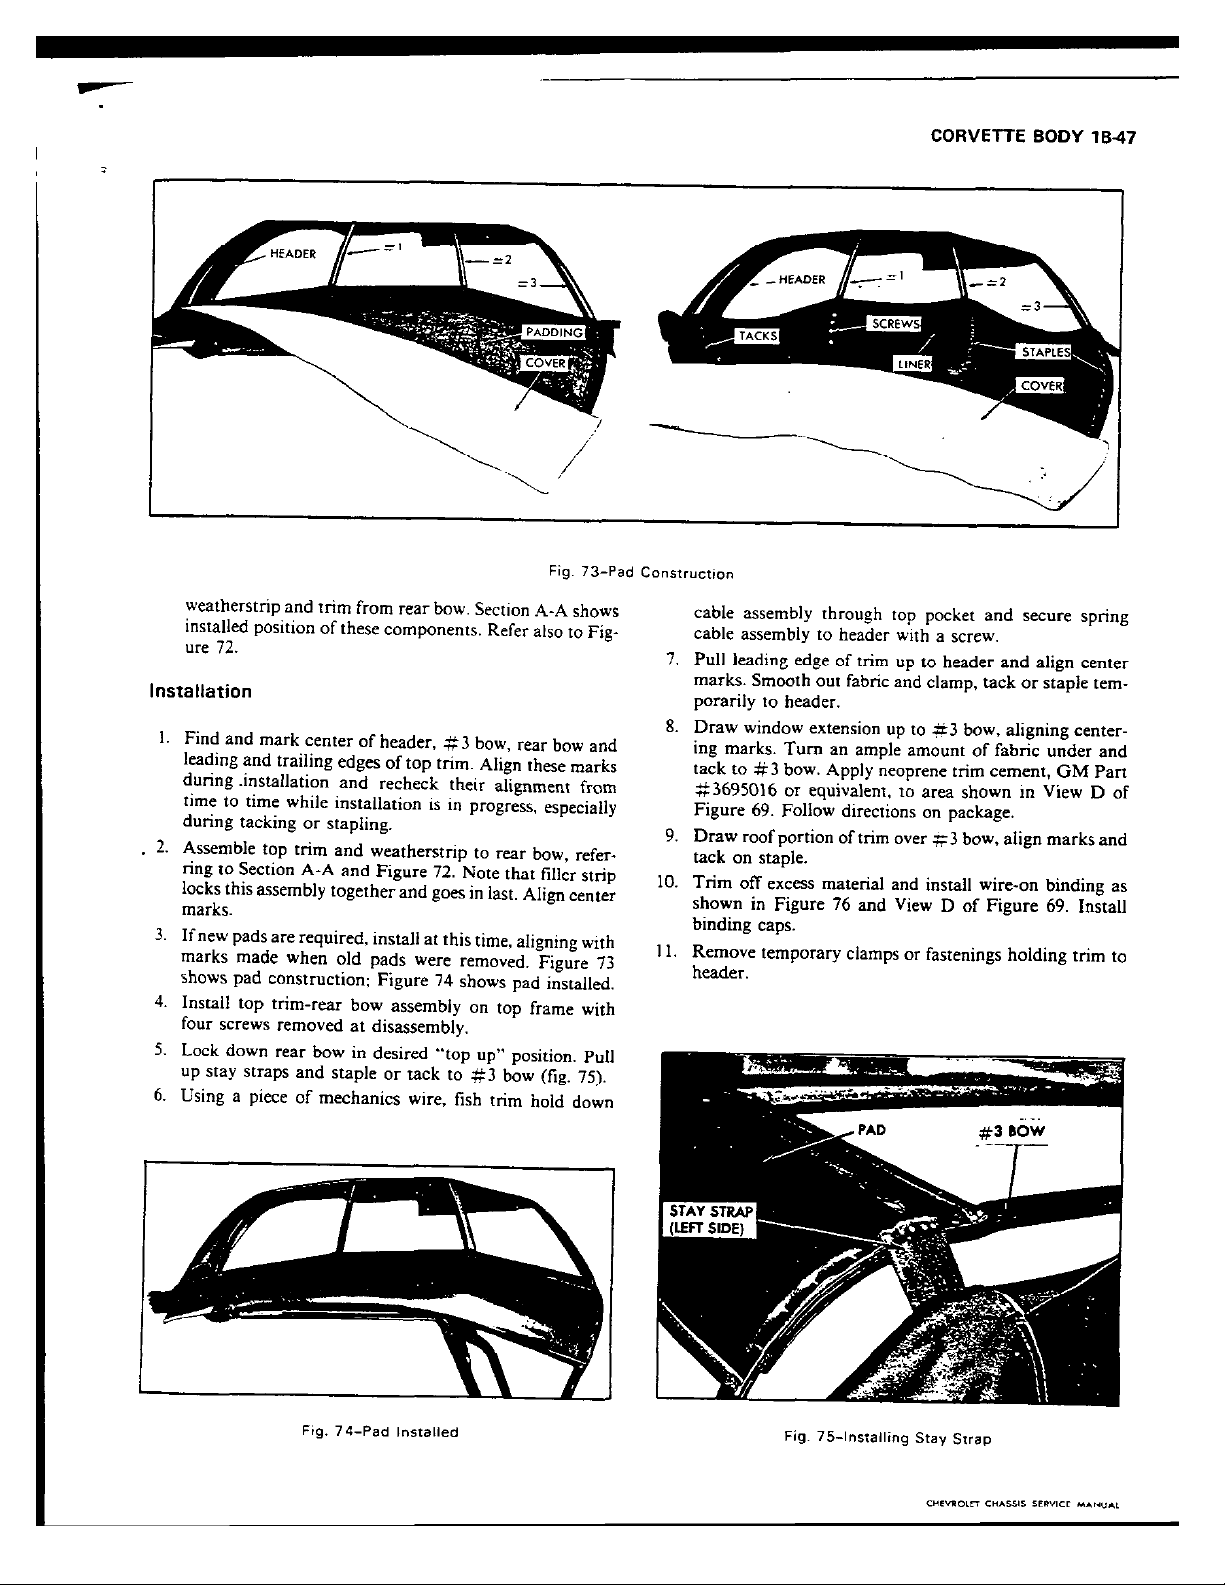 CORVETTE BODY 1B-47
HEADER
#1
#2
#3
PADDING
COVER
HEADER
#1
#2
#3
TACKS
SCREWS
LINER
STAPLES
COVER
Fig. 73-Pad Construction
weatherstrip and trim from rear bow. Section A-A shows
installed position of these components. Refer also to Fig-
ure 72.
Installation
1. Find and mark center of header, #3 bow, rear bow and
leading and trailing edges of top trim. Align these marks
during .installation and recheck their alignment from
time to time while installation is in progress, especially
during tacking or stapling.
2. Assemble top trim and weatherstrip to rear bow, refer-
ring to Section A-A and Figure 72. Note that filler strip
locks this assembly together and goes in last. Align center
marks.
3. If new pads are required, install at this time, aligning with
marks made when old pads were removed. Figure 73
shows pad construction; Figure 74 shows pad installed.
4. Install top trim-rear bow assembly on top frame with
four screws removed at disassembly.
5. Lock down rear bow in desired "top up" position. Pull
up stay straps and staple or tack to #3 bow (fig. 75).
6. Using a piece of mechanics wire, fish trim hold down
Fig. 74-Pad Installed
cable assembly through top pocket and secure spring
cable assembly to header with a screw.
7. Pull leading edge of trim up to header and align center
marks. Smooth out fabric and clamp, tack or staple tem-
porarily to header.
8. Draw window extension up to #3 bow, aligning center-
ing marks. Turn an ample amount of fabric under and
tack to #3 bow. Apply neoprene trim cement, GM Part
#3695016 or equivalent, to area shown in View D of
Figure 69. Follow directions on package.
9. Draw roof portion of trim over #3 bow, align marks and
tack on staple.
10. Trim off excess material and install wire-on binding as
shown in Figure 76 and View D of Figure 69. Install
binding caps.
11. Remove temporary clamps or fastenings holding trim to
header.
PAD
#3 BOW
STAY STRAP
(LEFT SIDE)
Fig. 75-Installing Stay Strap
CHEVROLET CHASSIS SERVICE MANUAL